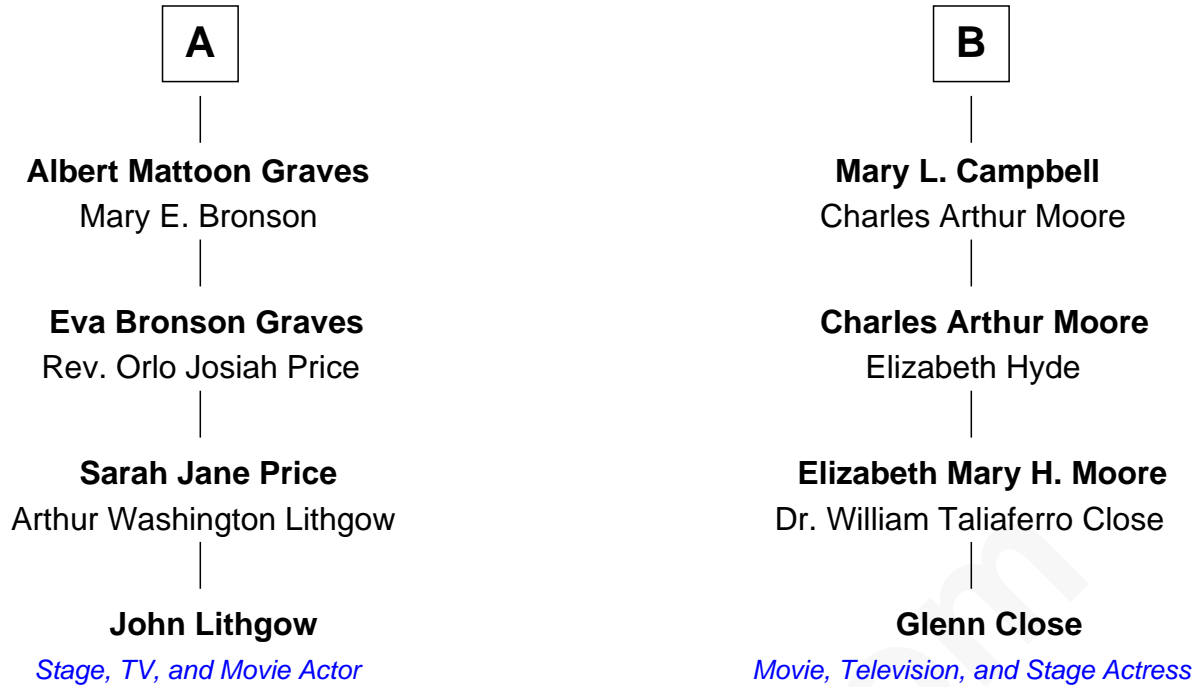 A
Albert Mattoon Graves
Mary E. Bronson
Eva Bronson Graves
Rev. Orlo Josiah Price
Sarah Jane Price
Arthur Washington Lithgow
John Lithgow
Stage, TV, and Movie Actor
B
Mary L. Campbell
Charles Arthur Moore
Charles Arthur Moore
Elizabeth Hyde
Elizabeth Mary H. Moore
Dr. William Taliaferro Close
Glenn Close
Movie, Television, and Stage Actress